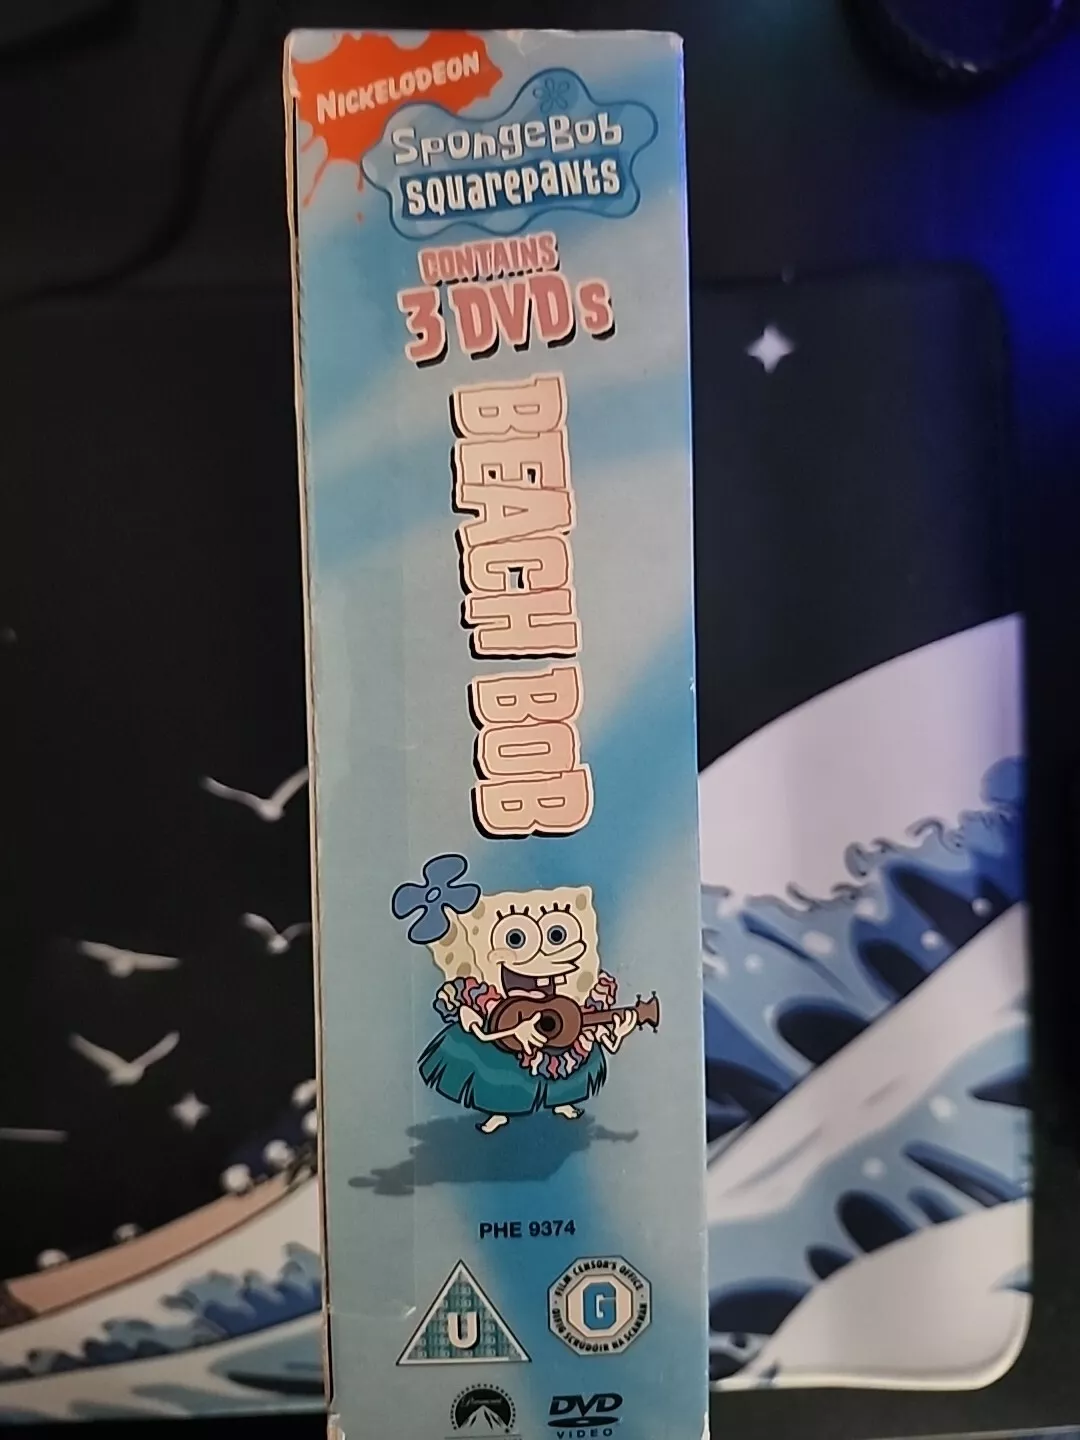 NICKELODEON
SpongeBob
squarepants
CONTAINS
3 DVDs
BEACH BOB
PHE 9374
U
FILM CENSOR'S OFFICE
G
OIFIG SCRÚDÓIR NA SCANNÁN
Paramount
DVD
VIDEO